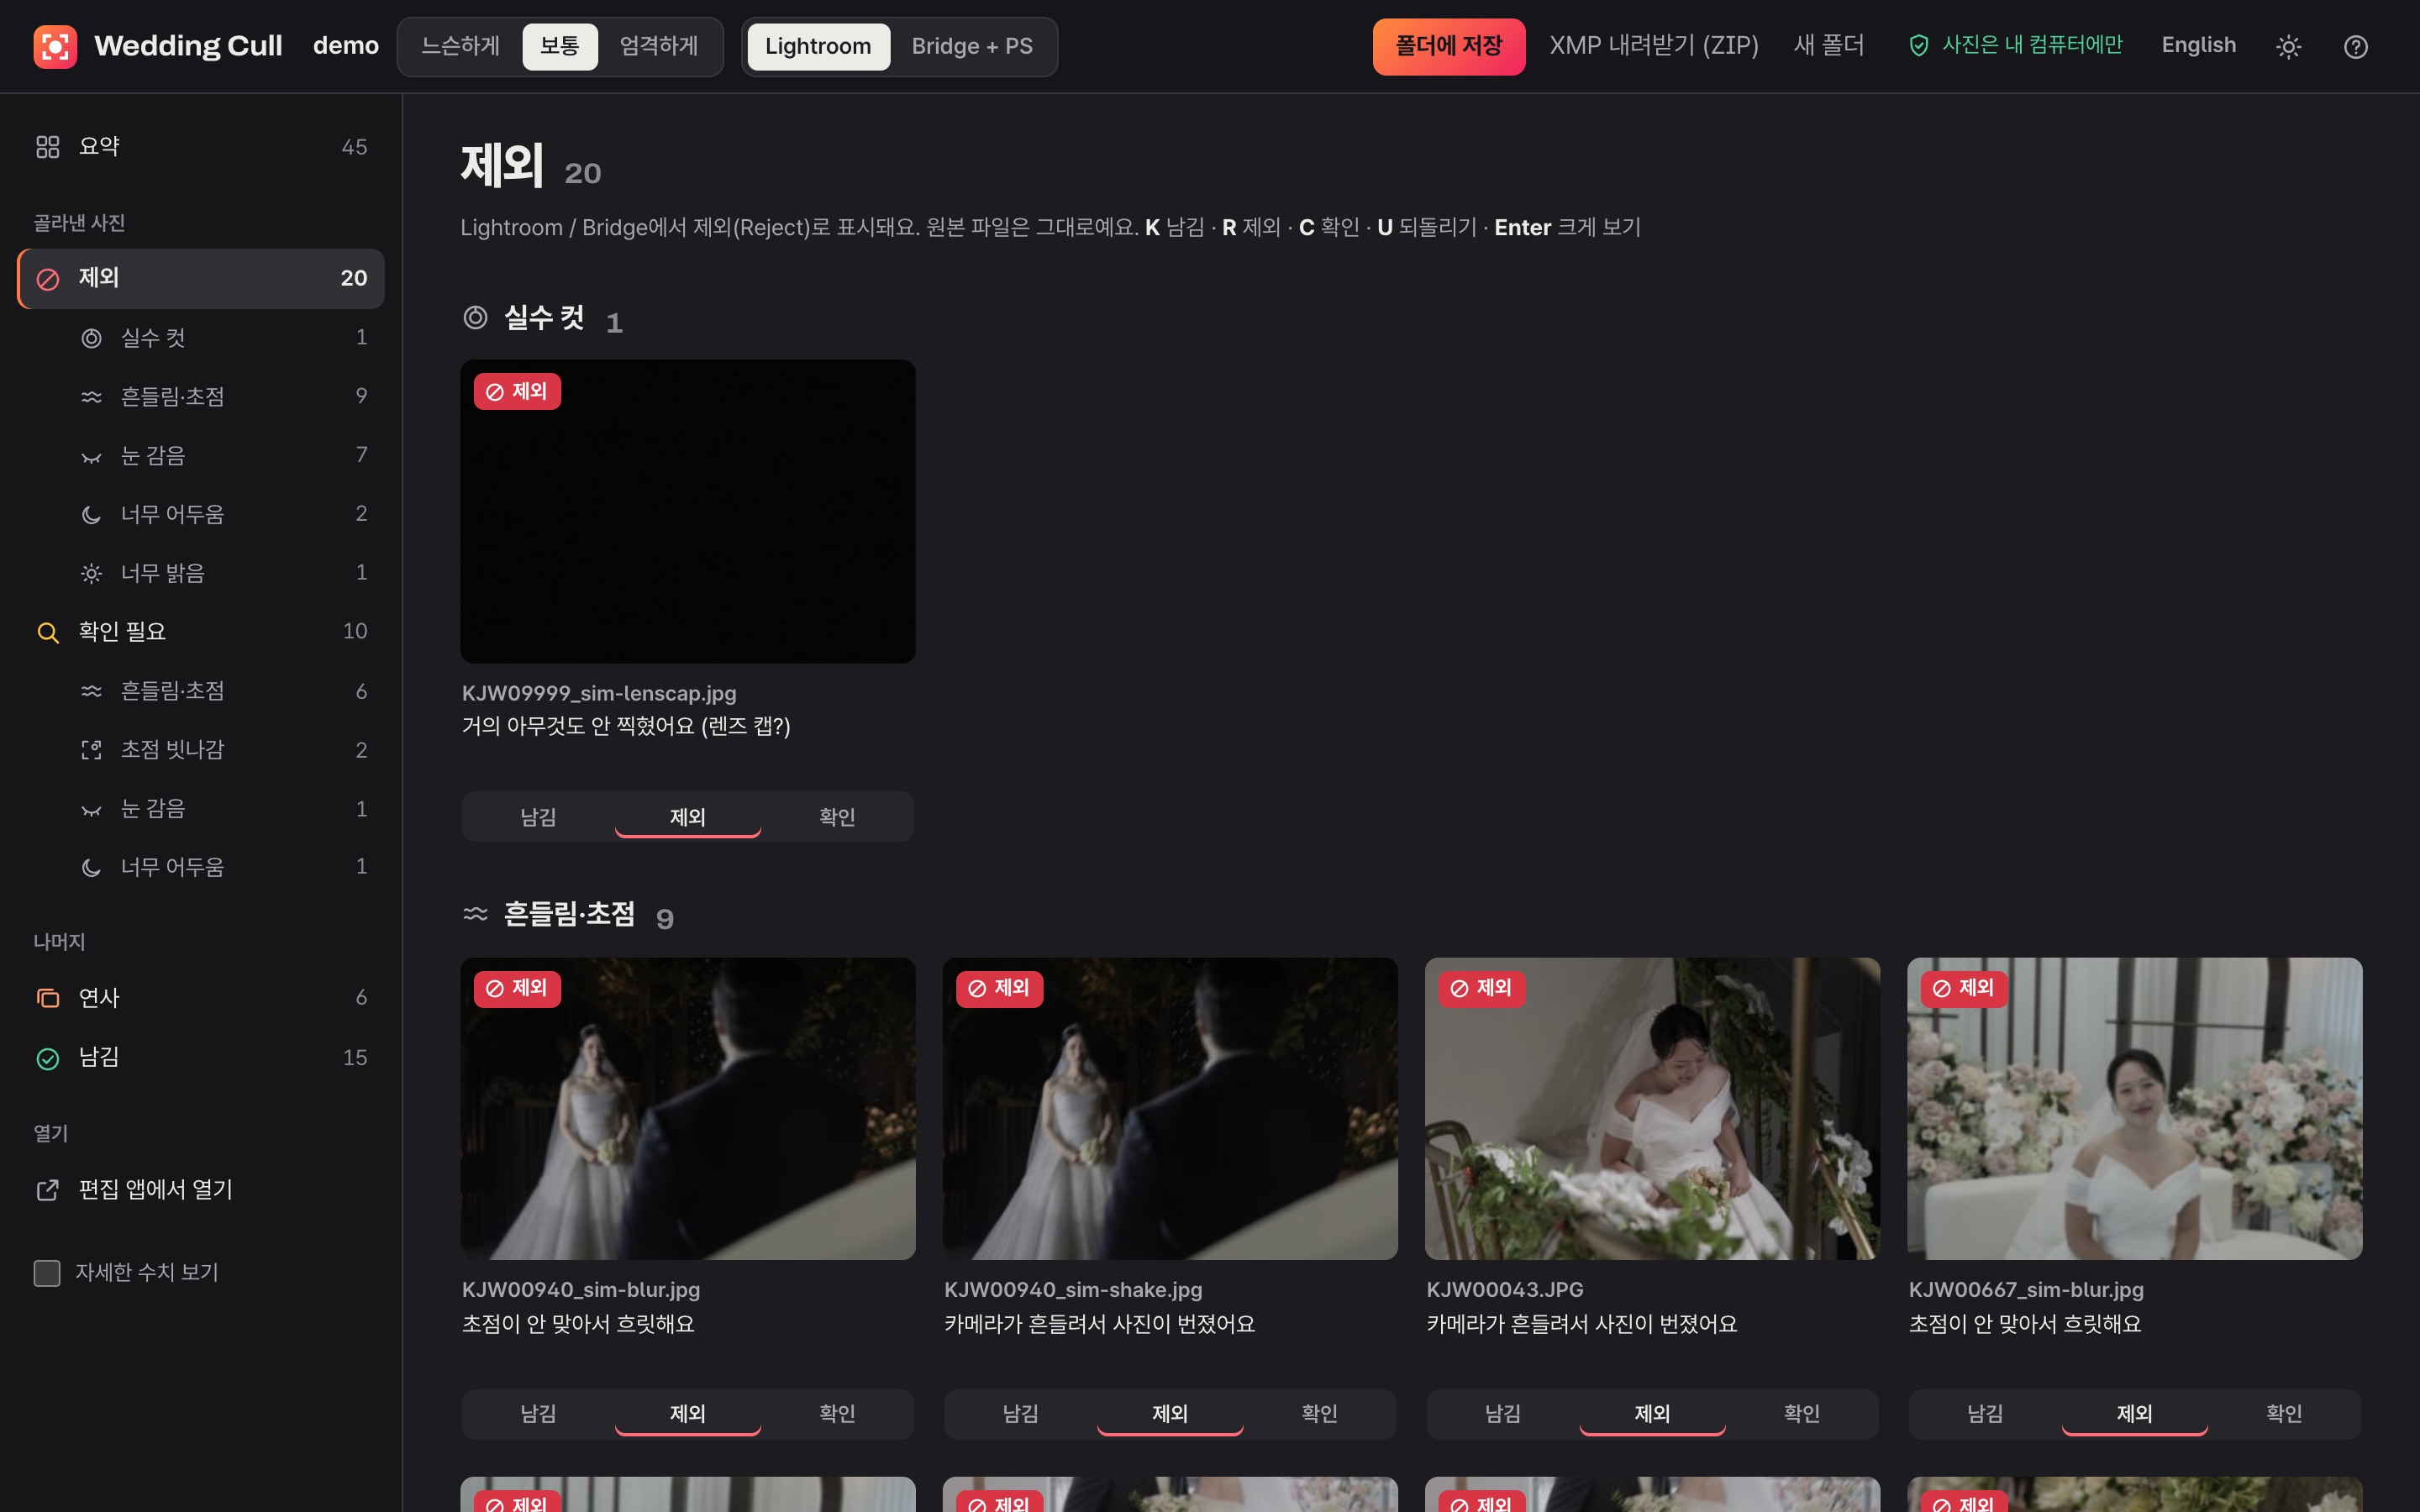 Wedding Cull demo 느슨하게 보통 엄격하게 Lightroom Bridge + PS 폴더에 저장 XMP 내려받기 (ZIP) 새 폴더 사진은 내 컴퓨터에만 English
요약 45
골라낸 사진
제외 20
실수 컷 1
흔들림·초점 9
눈 감음 7
너무 어두움 2
너무 밝음 1
확인 필요 10
흔들림·초점 6
초점 빗나감 2
눈 감음 1
너무 어두움 1
나머지
연사 6
남김 15
열기
편집 앱에서 열기
자세한 수치 보기
제외 20
Lightroom / Bridge에서 제외(Reject)로 표시돼요. 원본 파일은 그대로예요. K 남김 · R 제외 · C 확인 · U 되돌리기 · Enter 크게 보기
실수 컷 1
제외
KJW09999_sim-lenscap.jpg
거의 아무것도 안 찍혔어요 (렌즈 캡?)
남김 제외 확인
흔들림·초점 9
제외 제외 제외 제외
KJW00940_sim-blur.jpg KJW00940_sim-shake.jpg KJW00043.JPG KJW00667_sim-blur.jpg
초점이 안 맞아서 흐릿해요 카메라가 흔들려서 사진이 번졌어요 카메라가 흔들려서 사진이 번졌어요 초점이 안 맞아서 흐릿해요
남김 제외 확인 남김 제외 확인 남김 제외 확인 남김 제외 확인
제외 제외 제외 제외